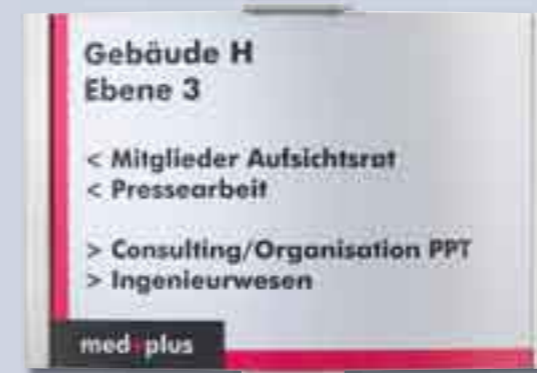 Gebäude H
Ebene 3
< Mitglieder Aufsichtsrat
< Pressearbeit
> Consulting/Organisation PPT
> Ingenieurwesen
med+plus